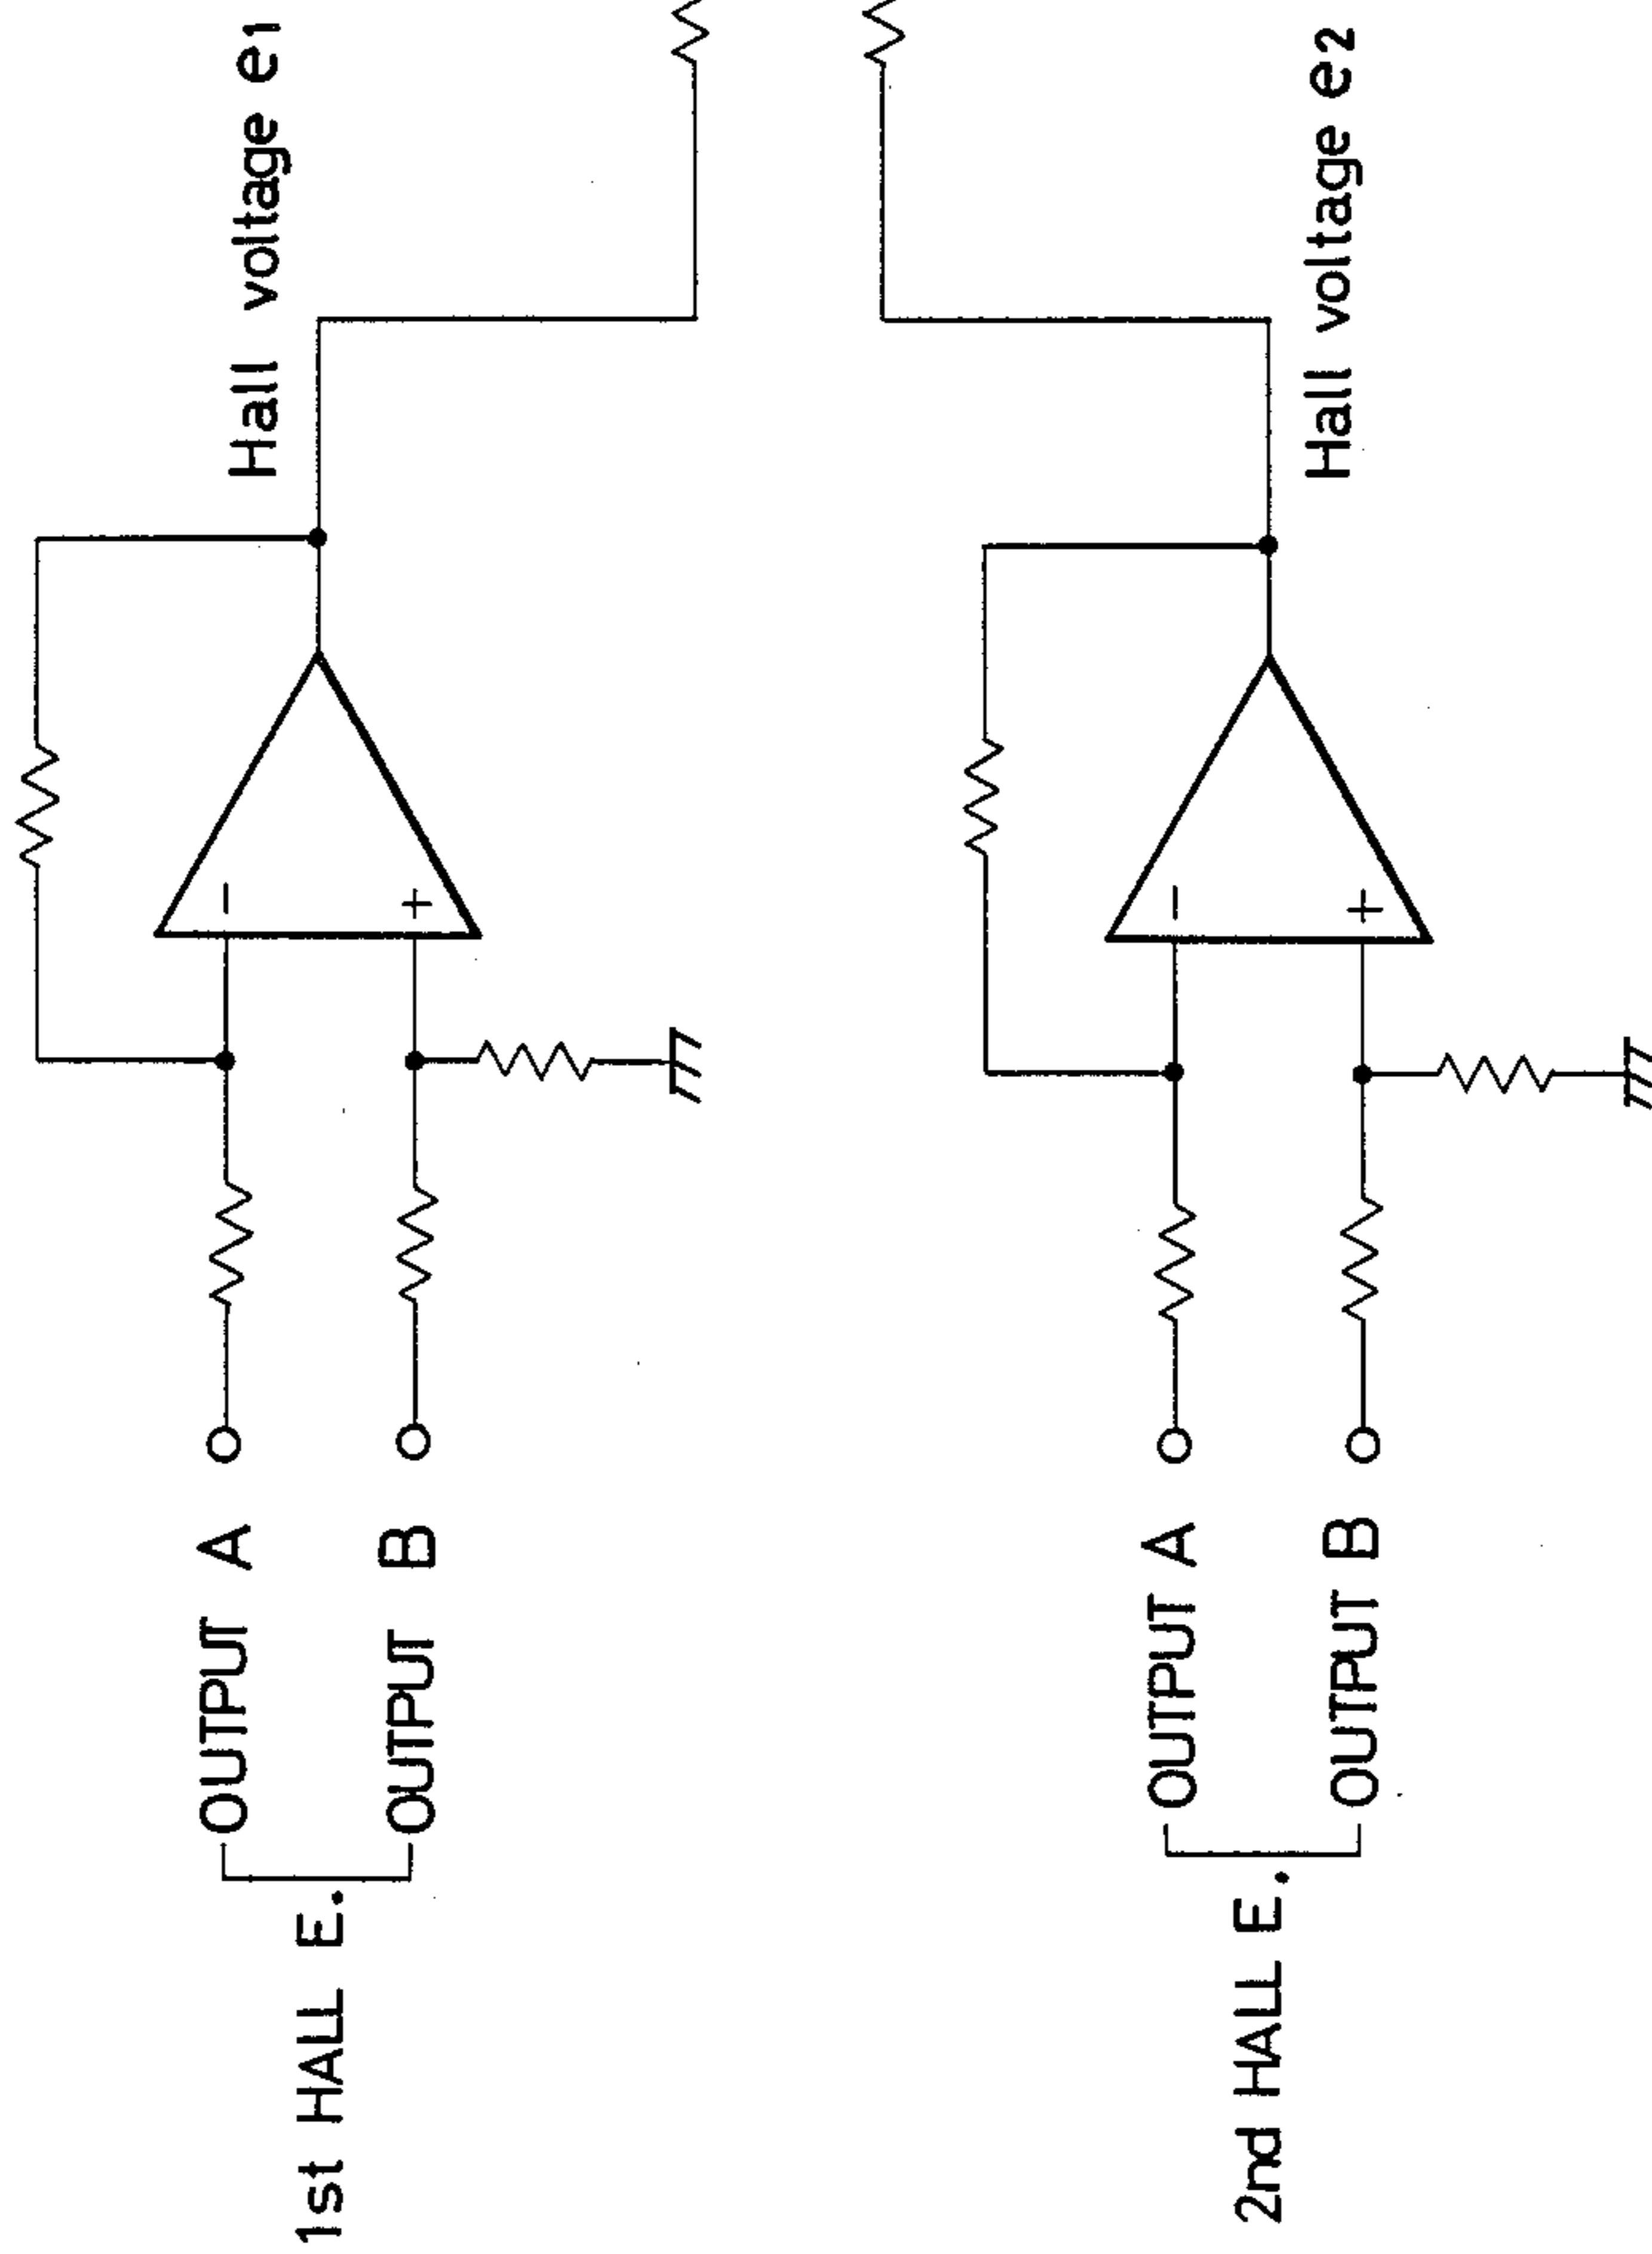 1st HALL E.
OUTPUT A
OUTPUT B
−
+
Hall voltage e1
2nd HALL E.
OUTPUT A
OUTPUT B
−
+
Hall voltage e2